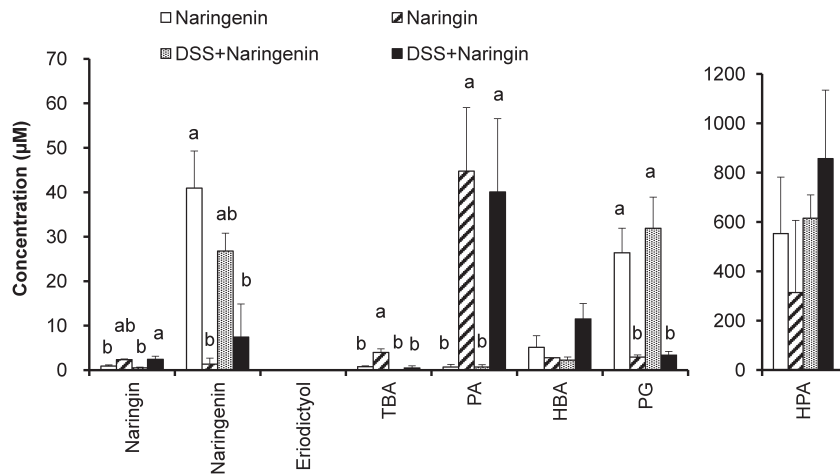 Naringenin Naringin
DSS+Naringenin DSS+Naringin
Concentration (µM)
70
60
50
40
30
20
10
0
b ab b a
a b ab b
b a b b
b a b a
a b a b
Naringin
Naringenin
Eriodictyol
TBA
PA
HBA
PG
1200
1000
800
600
400
200
0
HPA